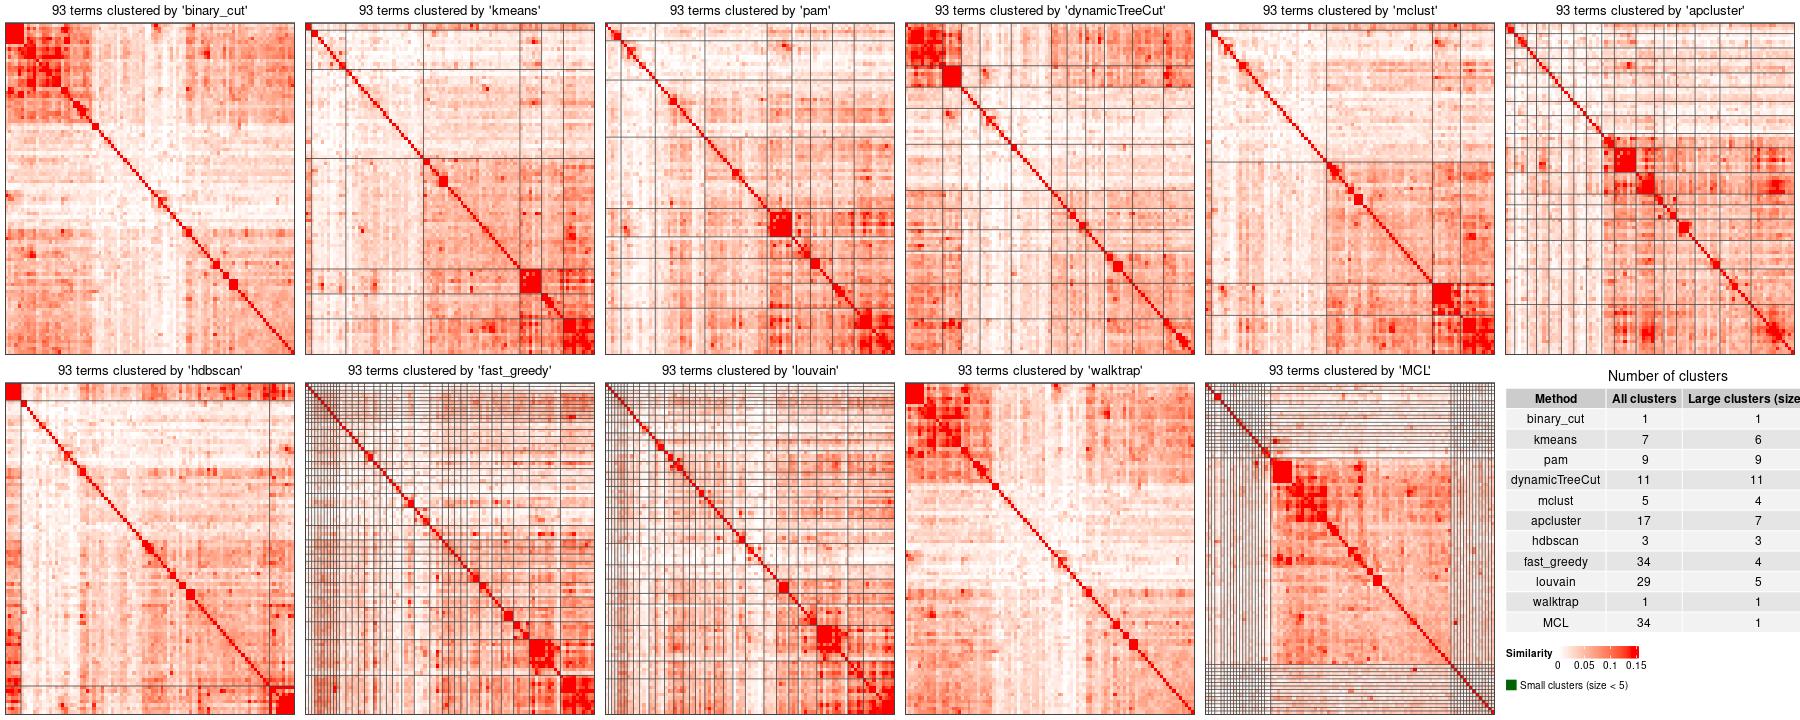 93 terms clustered by 'binary_cut'
93 terms clustered by 'kmeans'
93 terms clustered by 'pam'
93 terms clustered by 'dynamicTreeCut'
93 terms clustered by 'mclust'
93 terms clustered by 'apcluster'
93 terms clustered by 'hdbscan'
93 terms clustered by 'fast_greedy'
93 terms clustered by 'louvain'
93 terms clustered by 'walktrap'
93 terms clustered by 'MCL'
Number of clusters
Method All clusters Large clusters (size
binary_cut 1 1
kmeans 7 6
pam 9 9
dynamicTreeCut 11 11
mclust 5 4
apcluster 17 7
hdbscan 3 3
fast_greedy 34 4
louvain 29 5
walktrap 1 1
MCL 34 1
Similarity
0 0.05 0.1 0.15
Small clusters (size < 5)